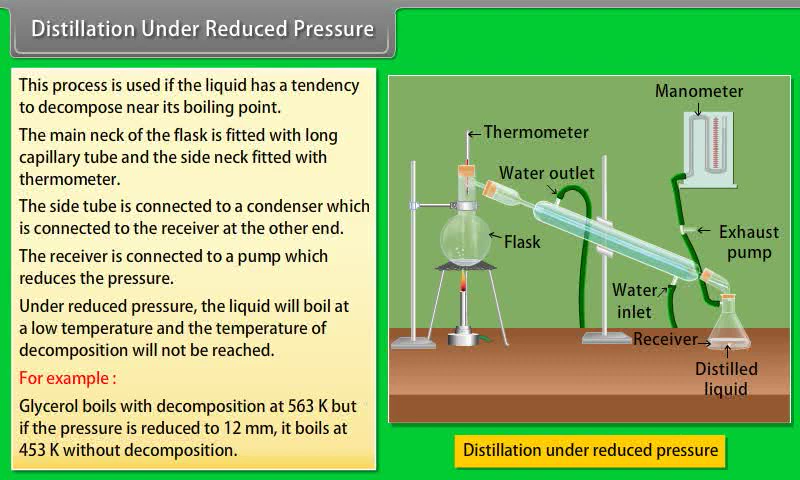 Distillation Under Reduced Pressure
This process is used if the liquid has a tendency
to decompose near its boiling point.
The main neck of the flask is fitted with long
capillary tube and the side neck fitted with
thermometer.
The side tube is connected to a condenser which
is connected to the receiver at the other end.
The receiver is connected to a pump which
reduces the pressure.
Under reduced pressure, the liquid will boil at
a low temperature and the temperature of
decomposition will not be reached.
For example :
Glycerol boils with decomposition at 563 K but
if the pressure is reduced to 12 mm, it boils at
453 K without decomposition.
Manometer
Thermometer
Water outlet
Flask
Exhaust
pump
Water
inlet
Receiver
Distilled
liquid
Distillation under reduced pressure